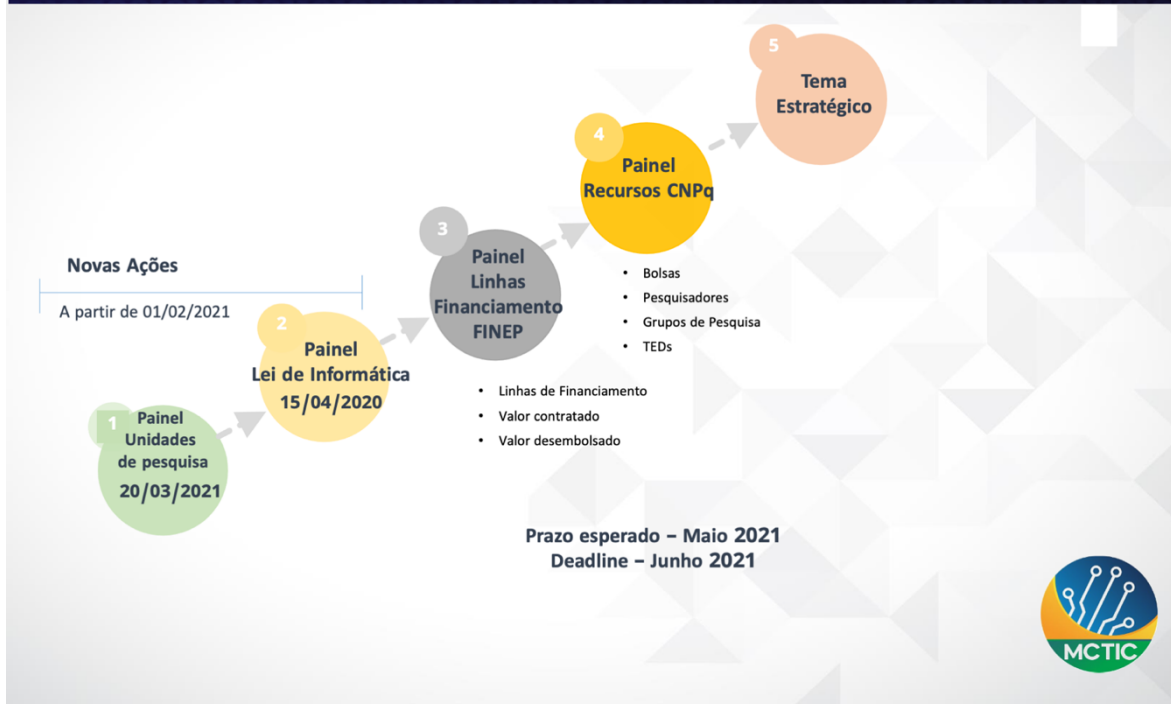 Novas Ações
A partir de 01/02/2021
1
Painel
Unidades
de pesquisa
20/03/2021
2
Painel
Lei de Informática
15/04/2020
3
Painel
Linhas
Financiamento
FINEP
• Linhas de Financiamento
• Valor contratado
• Valor desembolsado
4
Painel
Recursos CNPq
• Bolsas
• Pesquisadores
• Grupos de Pesquisa
• TEDs
5
Tema
Estratégico
Prazo esperado – Maio 2021
Deadline – Junho 2021
MCTIC